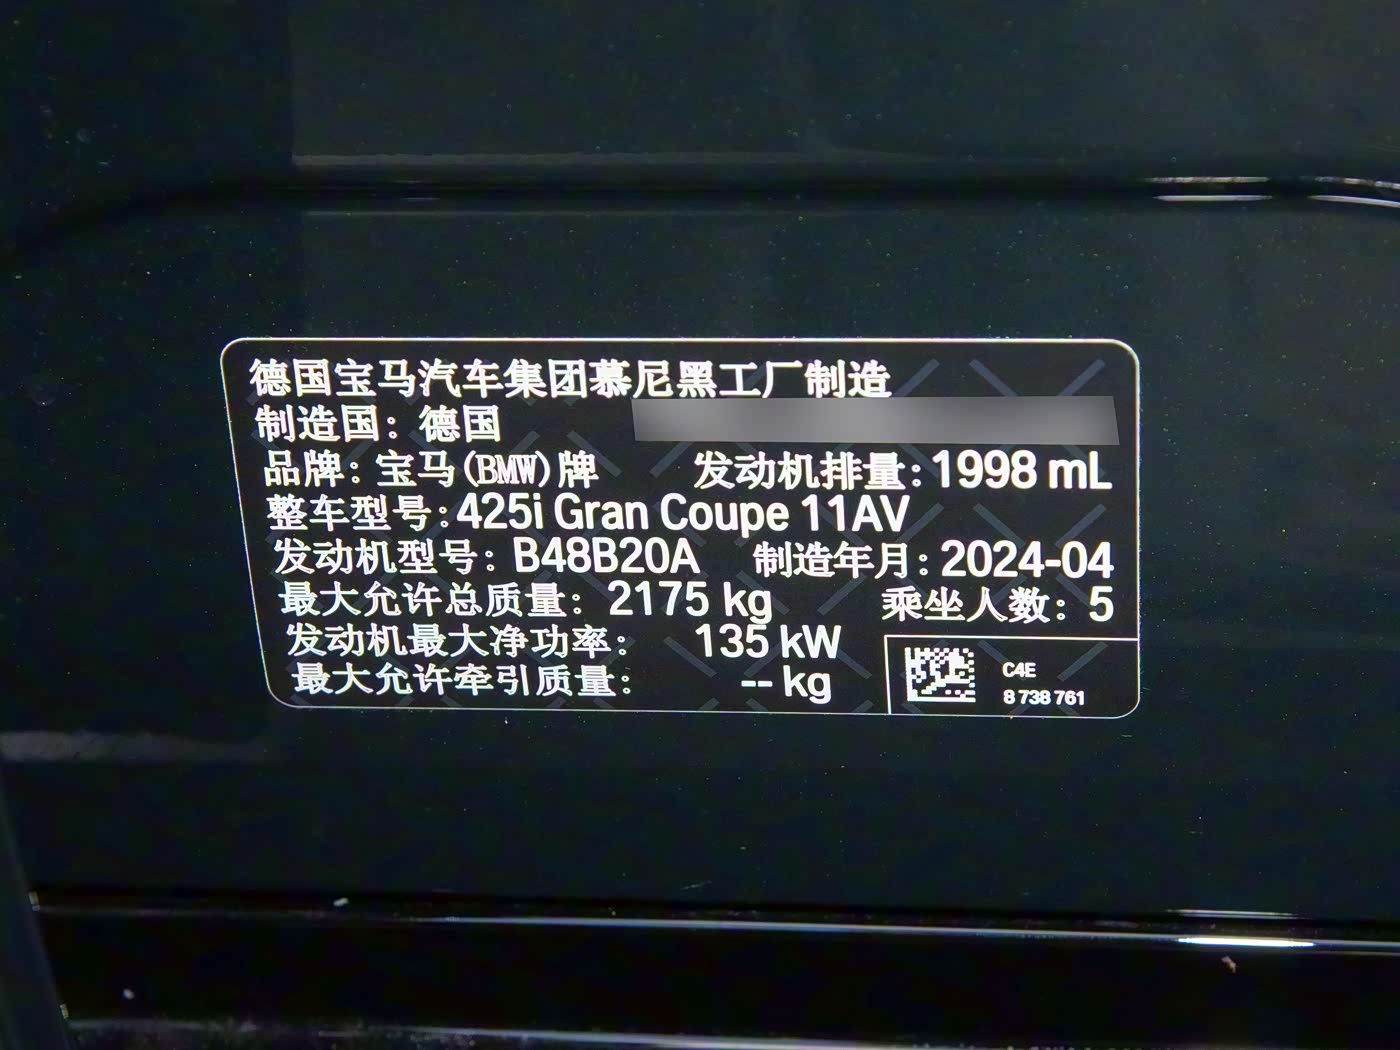 德国宝马汽车集团慕尼黑工厂制造
制造国：德国
品牌：宝马(BMW)牌 发动机排量：1998 mL
整车型号：425i Gran Coupe 11AV
发动机型号：B48B20A 制造年月：2024-04
最大允许总质量：2175 kg 乘坐人数：5
发动机最大净功率：135 kW
最大允许牵引质量：-- kg
C4E
8 738 761